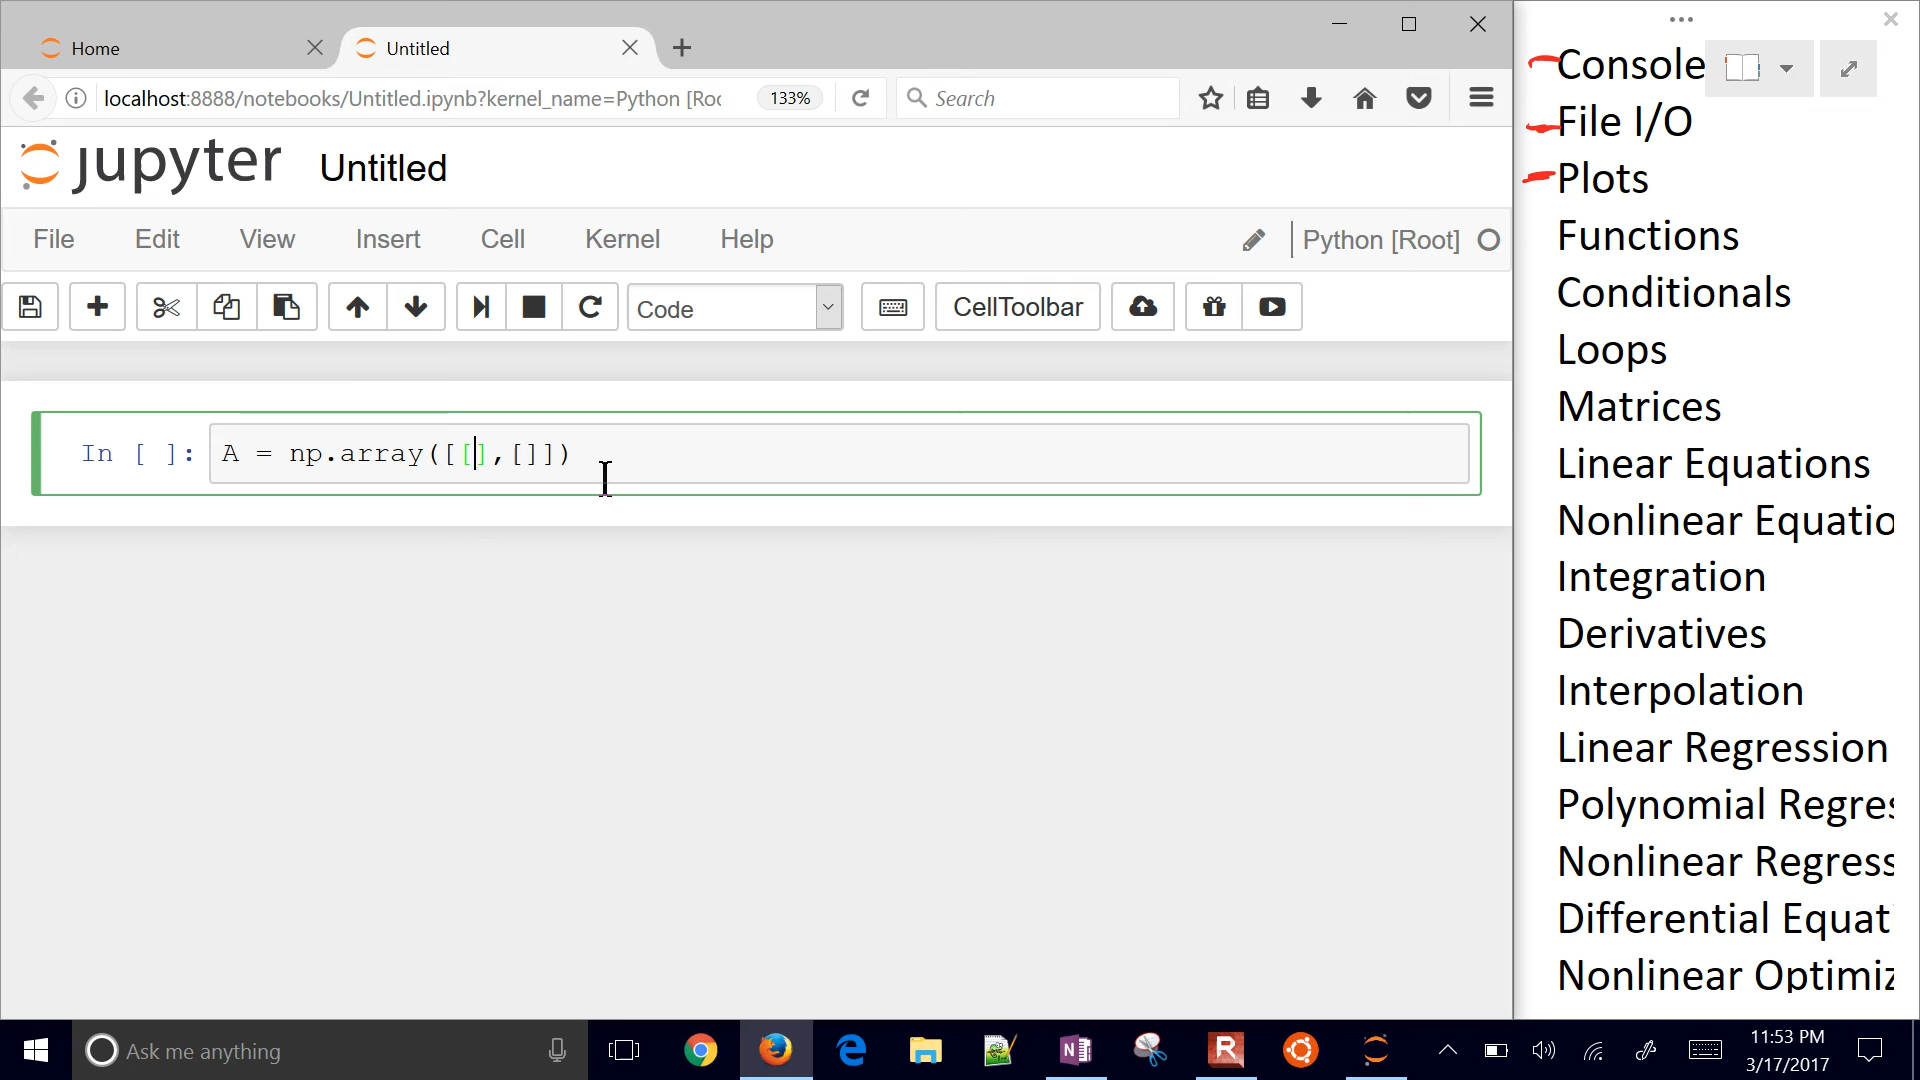 Home
Untitled
localhost:8888/notebooks/Untitled.ipynb?kernel_name=Python [Roo
133%
Search
jupyter
Untitled
File
Edit
View
Insert
Cell
Kernel
Help
Python [Root]
Code
CellToolbar
In [ ]:
A = np.array([[],[]])
Console
File I/O
Plots
Functions
Conditionals
Loops
Matrices
Linear Equations
Nonlinear Equatio
Integration
Derivatives
Interpolation
Linear Regression
Polynomial Regres
Nonlinear Regress
Differential Equat
Nonlinear Optimiz
Ask me anything
11:53 PM
3/17/2017